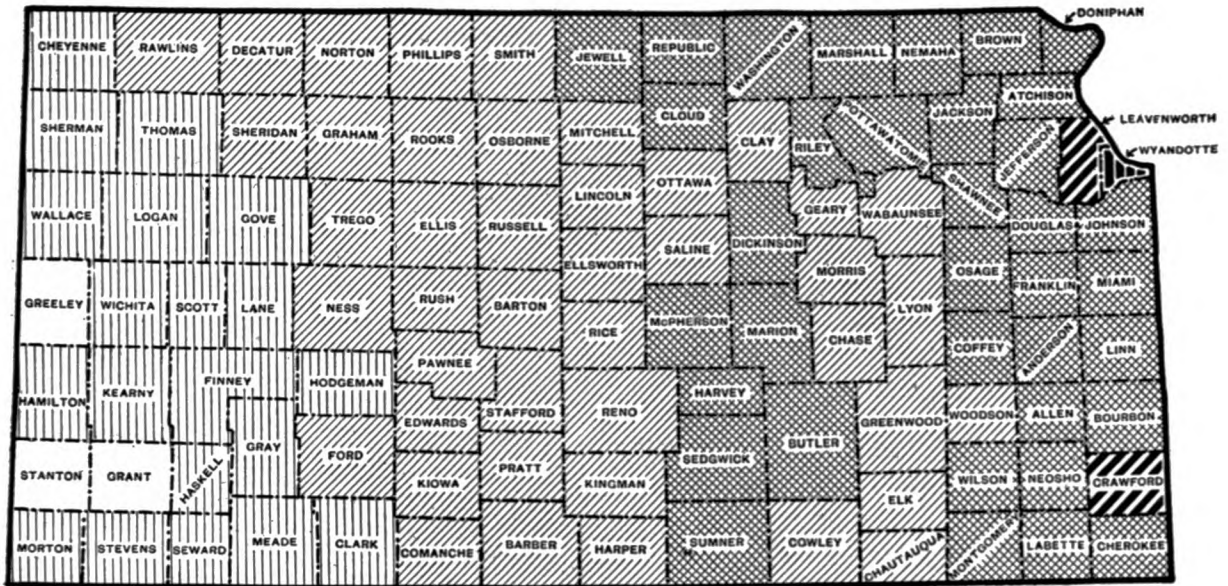 DONIPHAN
CHEYENNE
RAWLINS
DECATUR
NORTON
PHILLIPS
SMITH
JEWELL
REPUBLIC
WASHINGTON
MARSHALL
NEMAHA
BROWN
ATCHISON
LEAVENWORTH
WYANDOTTE
SHERMAN
THOMAS
SHERIDAN
GRAHAM
ROOKS
OSBORNE
MITCHELL
CLOUD
CLAY
RILEY
POTTAWATOMIE
JACKSON
JEFFERSON
WALLACE
LOGAN
GOVE
TREGO
ELLIS
RUSSELL
LINCOLN
OTTAWA
SALINE
DICKINSON
GEARY
WABAUNSEE
SHAWNEE
DOUGLAS
JOHNSON
GREELEY
WICHITA
SCOTT
LANE
NESS
RUSH
BARTON
ELLSWORTH
RICE
McPHERSON
MARION
MORRIS
CHASE
LYON
OSAGE
FRANKLIN
MIAMI
HAMILTON
KEARNY
FINNEY
HODGEMAN
PAWNEE
COFFEY
ANDERSON
LINN
STANTON
GRANT
HASKELL
GRAY
FORD
EDWARDS
STAFFORD
RENO
HARVEY
SEDGWICK
BUTLER
GREENWOOD
WOODSON
ALLEN
BOURBON
KIOWA
PRATT
KINGMAN
ELK
WILSON
NEOSHO
CRAWFORD
MORTON
STEVENS
SEWARD
MEADE
CLARK
COMANCHE
BARBER
HARPER
SUMNER
COWLEY
CHAUTAUQUA
MONTGOMERY
LABETTE
CHEROKEE